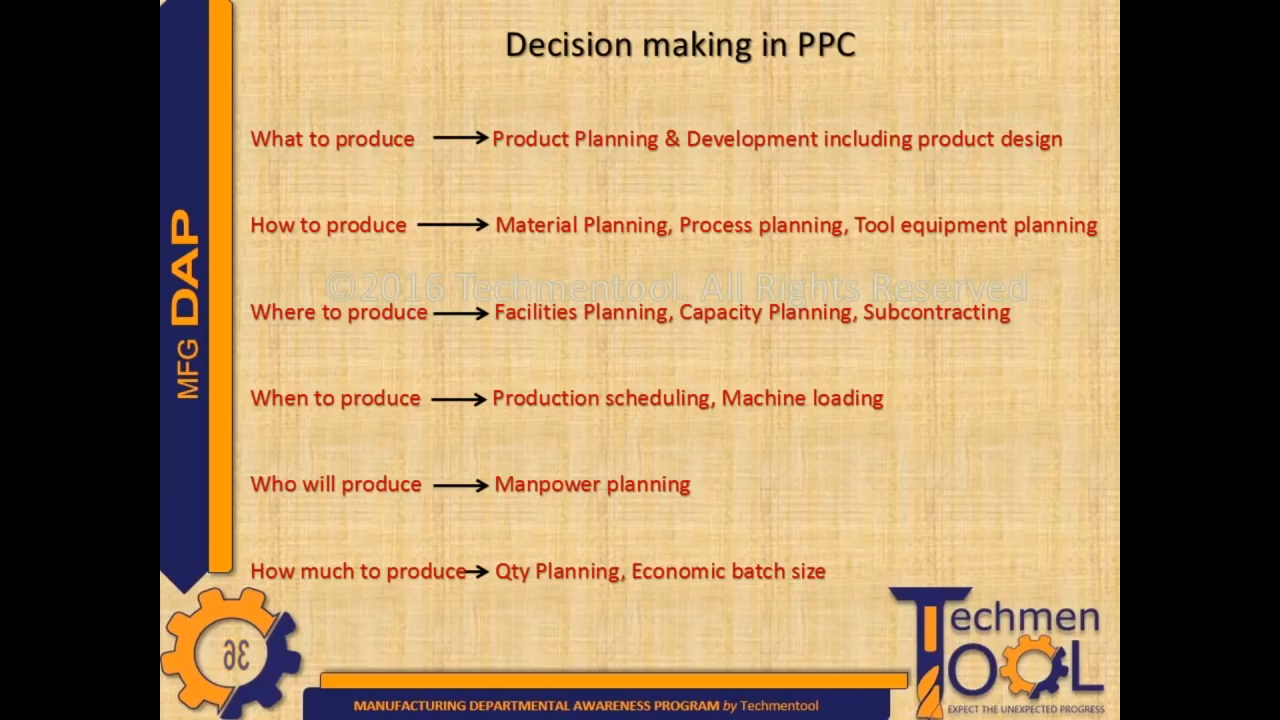 Decision making in PPC
What to produce → Product Planning & Development including product design
How to produce → Material Planning, Process planning, Tool equipment planning
©2016 Techmentool. All Rights Reserved
Where to produce → Facilities Planning, Capacity Planning, Subcontracting
When to produce → Production scheduling, Machine loading
Who will produce → Manpower planning
How much to produce → Qty Planning, Economic batch size
MFG DAP
Techmen
TOOL
EXPECT THE UNEXPECTED PROGRESS
MANUFACTURING DEPARTMENTAL AWARENESS PROGRAM by Techmentool